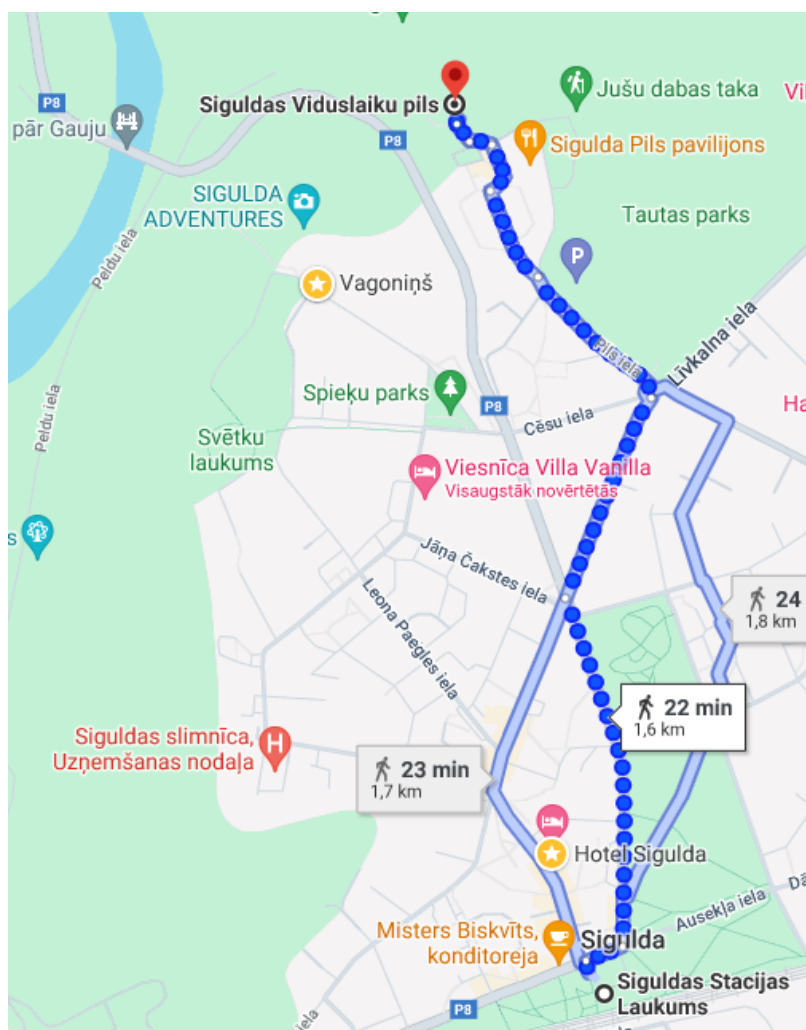 P8
pār Gauju
Siguldas Viduslaiku pils
P8
Jušu dabas taka
Sigulda Pils pavilijons
SIGULDA
ADVENTURES
Tautas parks
P
Peldu iela
Vagoniņš
Līvkalna iela
Pils iela
Spieķu parks
P8
Cēsu iela
Peldu iela
Svētku
laukums
Viesnīca Villa Vanilla
Visaugstāk novērtētās
s
Jāņa Čakstes iela
Leona Paegles iela
24
1,8 km
22 min
1,6 km
Siguldas slimnīca,
Uzņemšanas nodaļa
H
23 min
1,7 km
Hotel Sigulda
Ausekļa iela
Misters Biskvīts,
konditoreja
Sigulda
Siguldas Stacijas
Laukums
P8